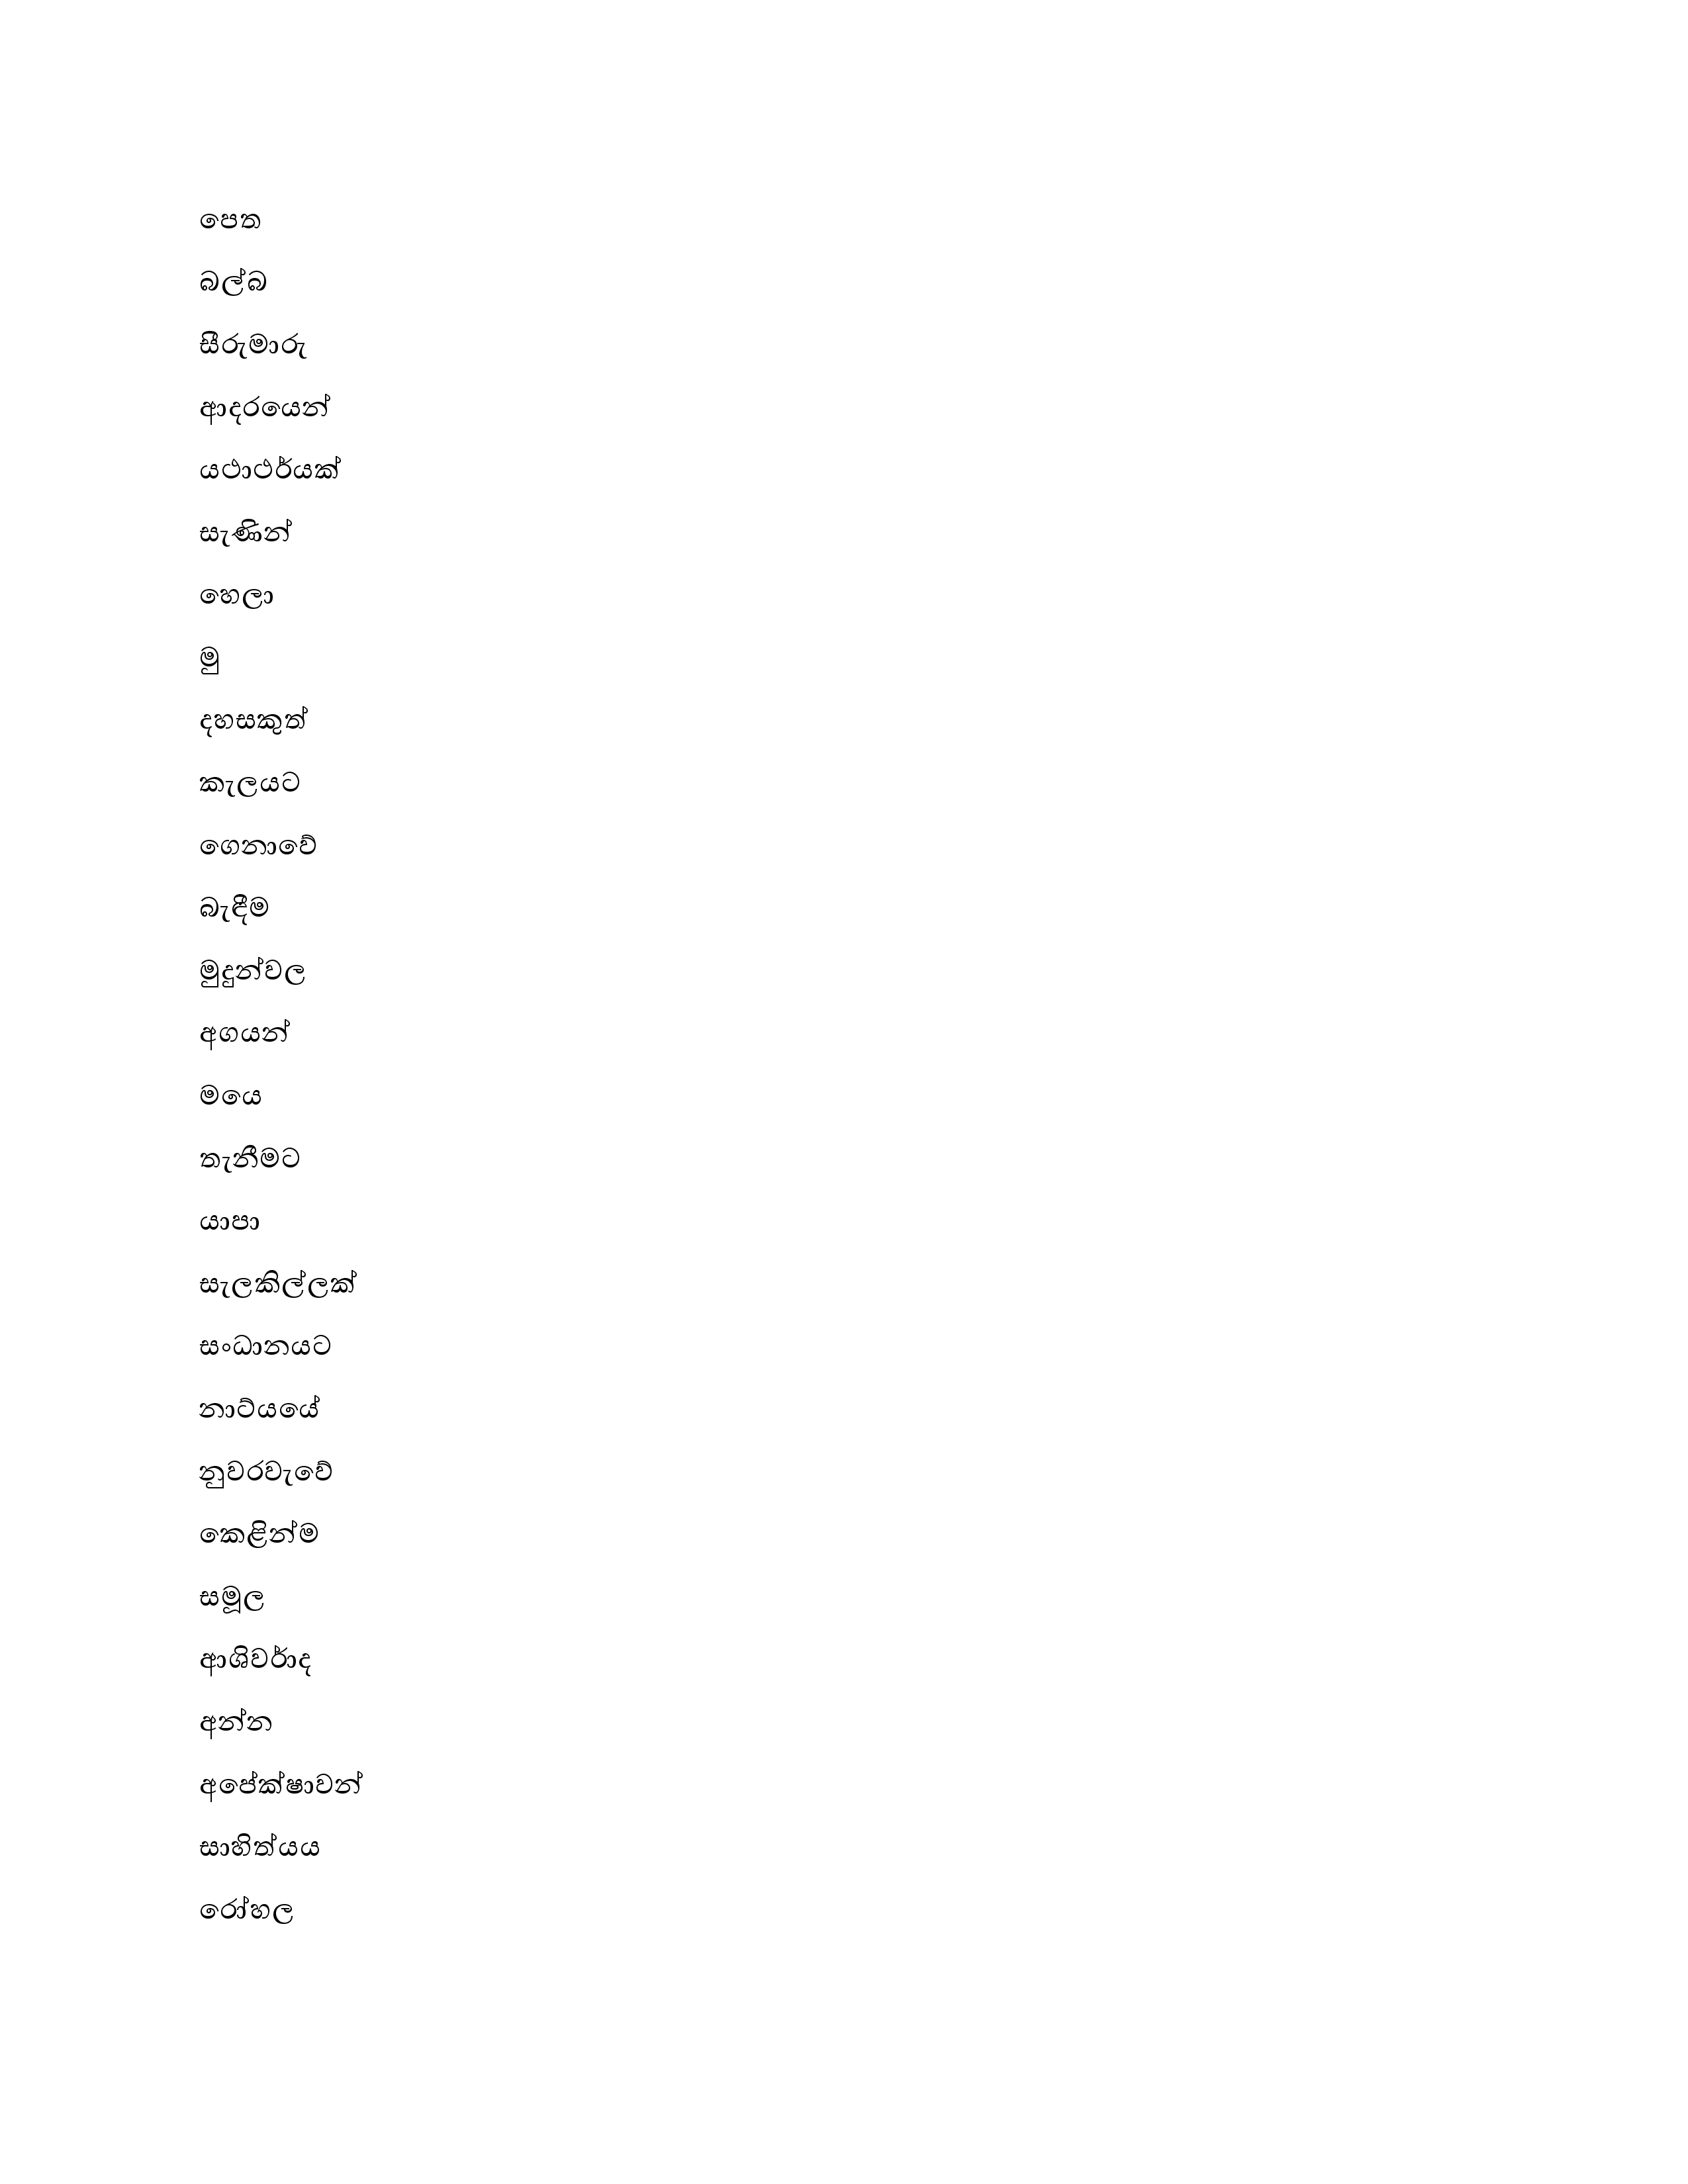 පෙත
බල්බ
සීරුමාරු
ආදරයෙන්
යථාර්ථයක්
සැණින්
හෙලා
මු
දහසකුත්
කැලයට
ගෙනාවේ
බැඳීම
මුදුන්වල
අගයන්
මයෙ
තැනීමට
යාපා
සැලකිල්ලක්
සංධානයට
නාට්යයේ
නුවරවැවේ
කෙළින්ම
සමූල
ආශිර්වාද
අන්න
අපේක්ෂාවන්
සාහිත්යය
රෝහල